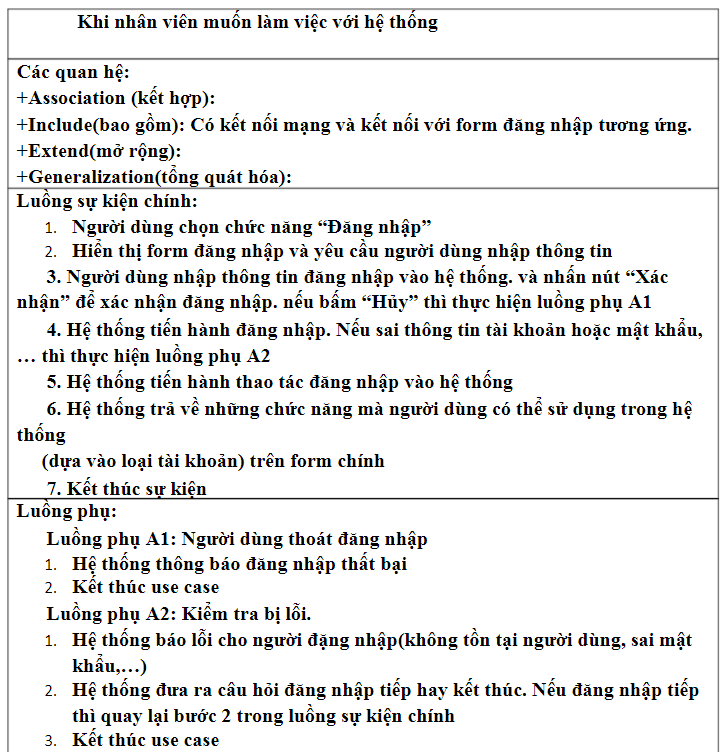 Khi nhân viên muốn làm việc với hệ thống
Các quan hệ:
+Association (kết hợp):
+Include(bao gồm): Có kết nối mạng và kết nối với form đăng nhập tương ứng.
+Extend(mở rộng):
+Generalization(tổng quát hóa):
Luồng sự kiện chính:
1. Người dùng chọn chức năng “Đăng nhập”
2. Hiển thị form đăng nhập và yêu cầu người dùng nhập thông tin
3. Người dùng nhập thông tin đăng nhập vào hệ thống. và nhấn nút “Xác
nhận” để xác nhận đăng nhập. nếu bấm “Hủy” thì thực hiện luồng phụ A1
4. Hệ thống tiến hành đăng nhập. Nếu sai thông tin tài khoản hoặc mật khẩu,
… thì thực hiện luồng phụ A2
5. Hệ thống tiến hành thao tác đăng nhập vào hệ thống
6. Hệ thống trả về những chức năng mà người dùng có thể sử dụng trong hệ
thống
(dựa vào loại tài khoản) trên form chính
7. Kết thúc sự kiện
Luồng phụ:
Luồng phụ A1: Người dùng thoát đăng nhập
1. Hệ thống thông báo đăng nhập thất bại
2. Kết thúc use case
Luồng phụ A2: Kiểm tra bị lỗi.
1. Hệ thống báo lỗi cho người đặng nhập(không tồn tại người dùng, sai mật
khẩu,…)
2. Hệ thống đưa ra câu hỏi đăng nhập tiếp hay kết thúc. Nếu đăng nhập tiếp
thì quay lại bước 2 trong luồng sự kiện chính
3. Kết thúc use case